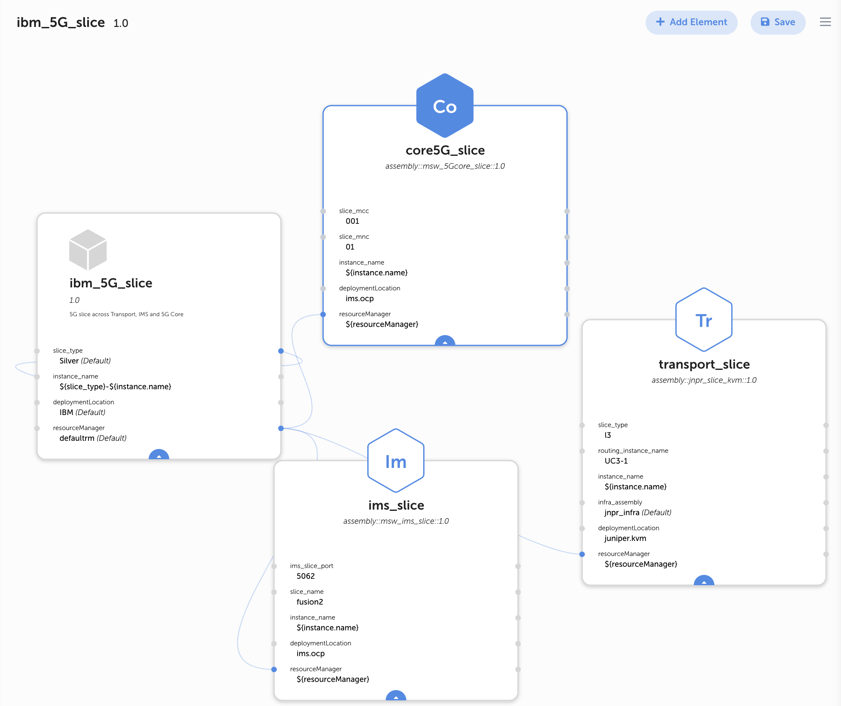 ibm_5G_slice 1.0
Add Element
Save
Co
core5G_slice
assembly::msw_5Gcore_slice::1.0
slice_mcc
001
slice_mnc
01
instance_name
${instance.name}
deploymentLocation
ims.ocp
resourceManager
${resourceManager}
ibm_5G_slice
1.0
5G slice across Transport, IMS and 5G Core
slice_type
Silver (Default)
instance_name
${slice_type}-${instance.name}
deploymentLocation
IBM (Default)
resourceManager
defaultrm (Default)
Im
ims_slice
assembly::msw_ims_slice::1.0
ims_slice_port
5062
slice_name
fusion2
instance_name
${instance.name}
deploymentLocation
ims.ocp
resourceManager
${resourceManager}
Tr
transport_slice
assembly::jnpr_slice_kvm::1.0
slice_type
l3
routing_instance_name
UC3-1
instance_name
${instance.name}
infra_assembly
jnpr_infra (Default)
deploymentLocation
juniper.kvm
resourceManager
${resourceManager}